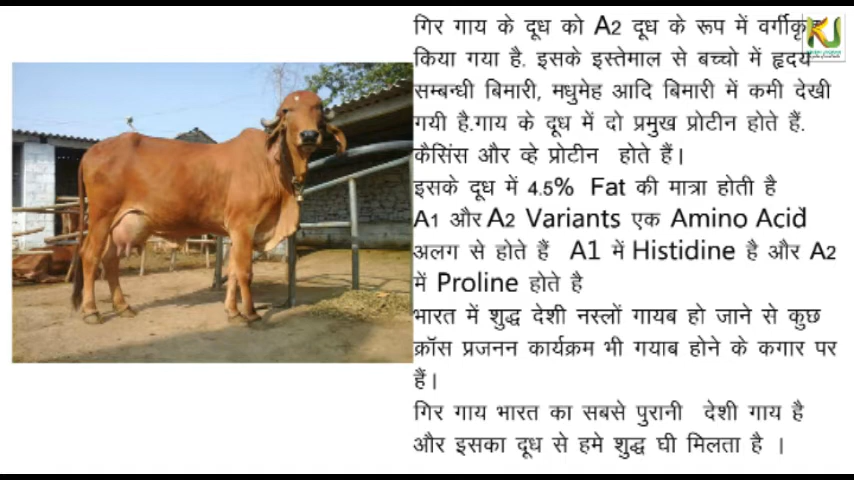 गिर गाय के दूध को A2 दूध के रूप में वर्गीकृत
किया गया है. इसके इस्तेमाल से बच्चो में हृदय
सम्बन्धी बिमारी, मधुमेह आदि बिमारी में कमी देखी
गयी है.गाय के दूध में दो प्रमुख प्रोटीन होते हैं.
कैसिंस और व्हे प्रोटीन होते हैं।
इसके दूध में 4.5% Fat की मात्रा होती है
A1 और A2 Variants एक Amino Acid
अलग से होते हैं A1 में Histidine है और A2
में Proline होते है
भारत में शुद्ध देशी नस्लों गायब हो जाने से कुछ
क्रॉस प्रजनन कार्यक्रम भी गयाब होने के कगार पर
हैं।
गिर गाय भारत का सबसे पुरानी देशी गाय है
और इसका दूध से हमे शुद्ध घी मिलता है ।